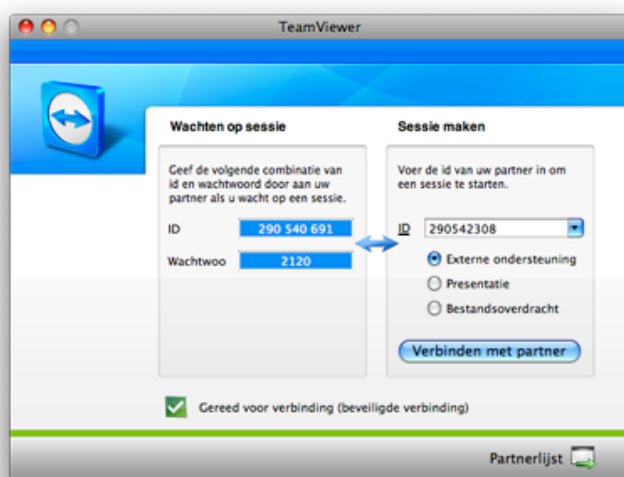 TeamViewer
Wachten op sessie
Geef de volgende combinatie van
id en wachtwoord door aan uw
partner als u wacht op een sessie.
ID 290 540 691
Wachtwoo 2120
Sessie maken
Voer de id van uw partner in om
een sessie te starten.
ID 290542308
Externe ondersteuning
Presentatie
Bestandsoverdracht
Verbinden met partner
Gereed voor verbinding (beveiligde verbinding)
Partnerlijst